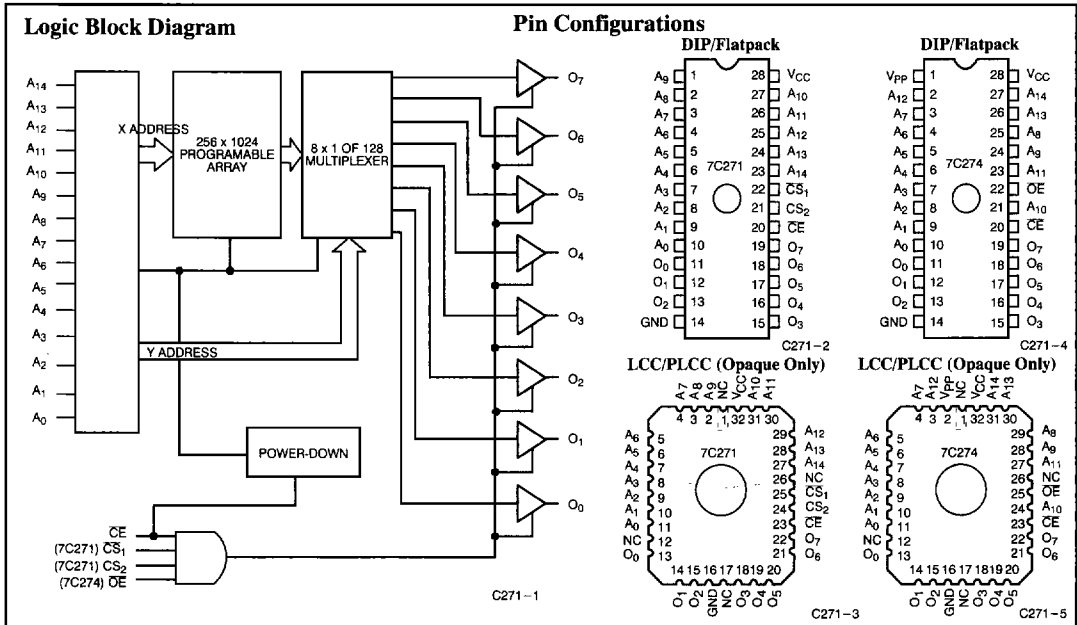 Logic Block Diagram
Pin Configurations
A14
A13
A12
A11
A10
A9
A8
A7
A6
A5
A4
A3
A2
A1
A0
X ADDRESS
256 x 1024
PROGRAMABLE
ARRAY
8 x 1 OF 128
MULTIPLEXER
Y ADDRESS
POWER-DOWN
O7
O6
O5
O4
O3
O2
O1
O0
CE
(7C271) CS1
(7C271) CS2
(7C274) OE
C271-1
DIP/Flatpack
A9 1 28 VCC
A8 2 27 A10
A7 3 26 A11
A6 4 25 A12
A5 5 24 A13
A4 6 7C271 23 A14
A3 7 22 CS1
A2 8 21 CS2
A1 9 20 CE
A0 10 19 O7
O0 11 18 O6
O1 12 17 O5
O2 13 16 O4
GND 14 15 O3
C271-2
DIP/Flatpack
VPP 1 28 VCC
A12 2 27 A14
A7 3 26 A13
A6 4 25 A8
A5 5 24 A9
A4 6 7C274 23 A11
A3 7 22 OE
A2 8 21 A10
A1 9 20 CE
A0 10 19 O7
O0 11 18 O6
O1 12 17 O5
O2 13 16 O4
GND 14 15 O3
C271-4
LCC/PLCC (Opaque Only)
A7 A8 A9 NC VCC A10 A11
4 3 2 1 32 31 30
A6 5 29 A12
A5 6 7C271 28 A13
A4 7 27 A14
A3 8 26 NC
A2 9 25 CS1
A1 10 24 CS2
A0 11 23 CE
NC 12 22 O7
O0 13 21 O6
14 15 16 17 18 19 20
O1 O2 GND NC O3 O4 O5
C271-3
LCC/PLCC (Opaque Only)
A7 A12 VPP NC VCC A14 A13
4 3 2 1 32 31 30
A6 5 29 A8
A5 6 7C274 28 A9
A4 7 27 A11
A3 8 26 NC
A2 9 25 OE
A1 10 24 A10
A0 11 23 CE
NC 12 22 O7
O0 13 21 O6
14 15 16 17 18 19 20
O1 O2 GND NC O3 O4 O5
C271-5